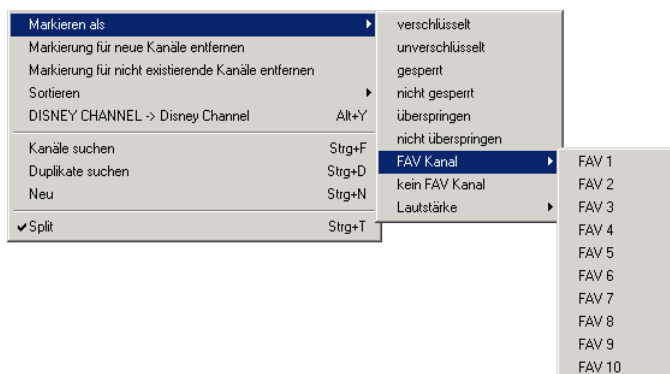 Markieren als
Markierung für neue Kanäle entfernen
Markierung für nicht existierende Kanäle entfernen
Sortieren
DISNEY CHANNEL -> Disney Channel Alt+Y
Kanäle suchen Strg+F
Duplikate suchen Strg+D
Neu Strg+N
Split Strg+T
verschlüsselt
unverschlüsselt
gesperrt
nicht gesperrt
überspringen
nicht überspringen
FAV Kanal
kein FAV Kanal
Lautstärke
FAV 1
FAV 2
FAV 3
FAV 4
FAV 5
FAV 6
FAV 7
FAV 8
FAV 9
FAV 10